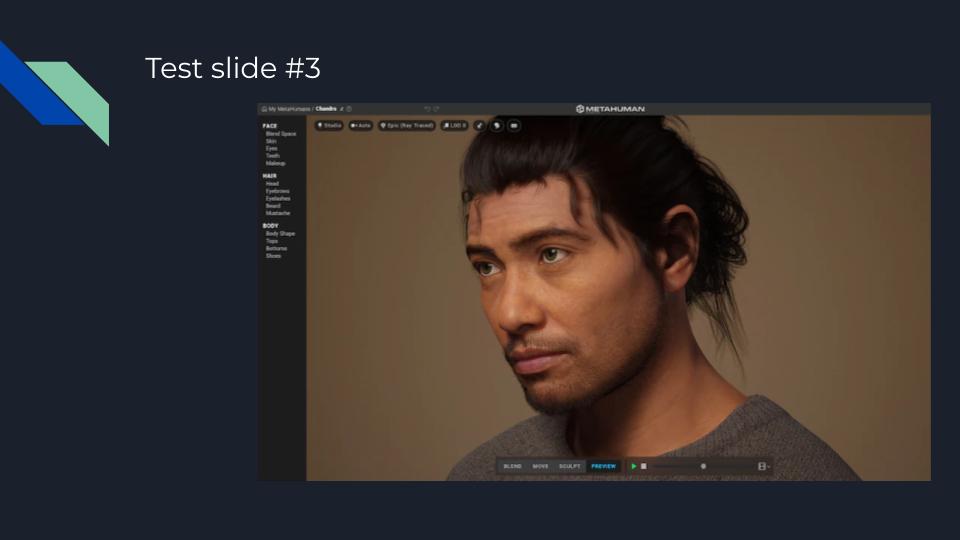 Test slide #3
My MetaHumans / Chandra
METAHUMAN
FACE
Blend Space
Skin
Eyes
Teeth
Makeup
HAIR
Head
Eyebrows
Eyelashes
Beard
Mustache
BODY
Body Shape
Tops
Bottoms
Shoes
Studio
Auto
Epic (Ray Traced)
LOD 0
BLEND
MOVE
SCULPT
PREVIEW